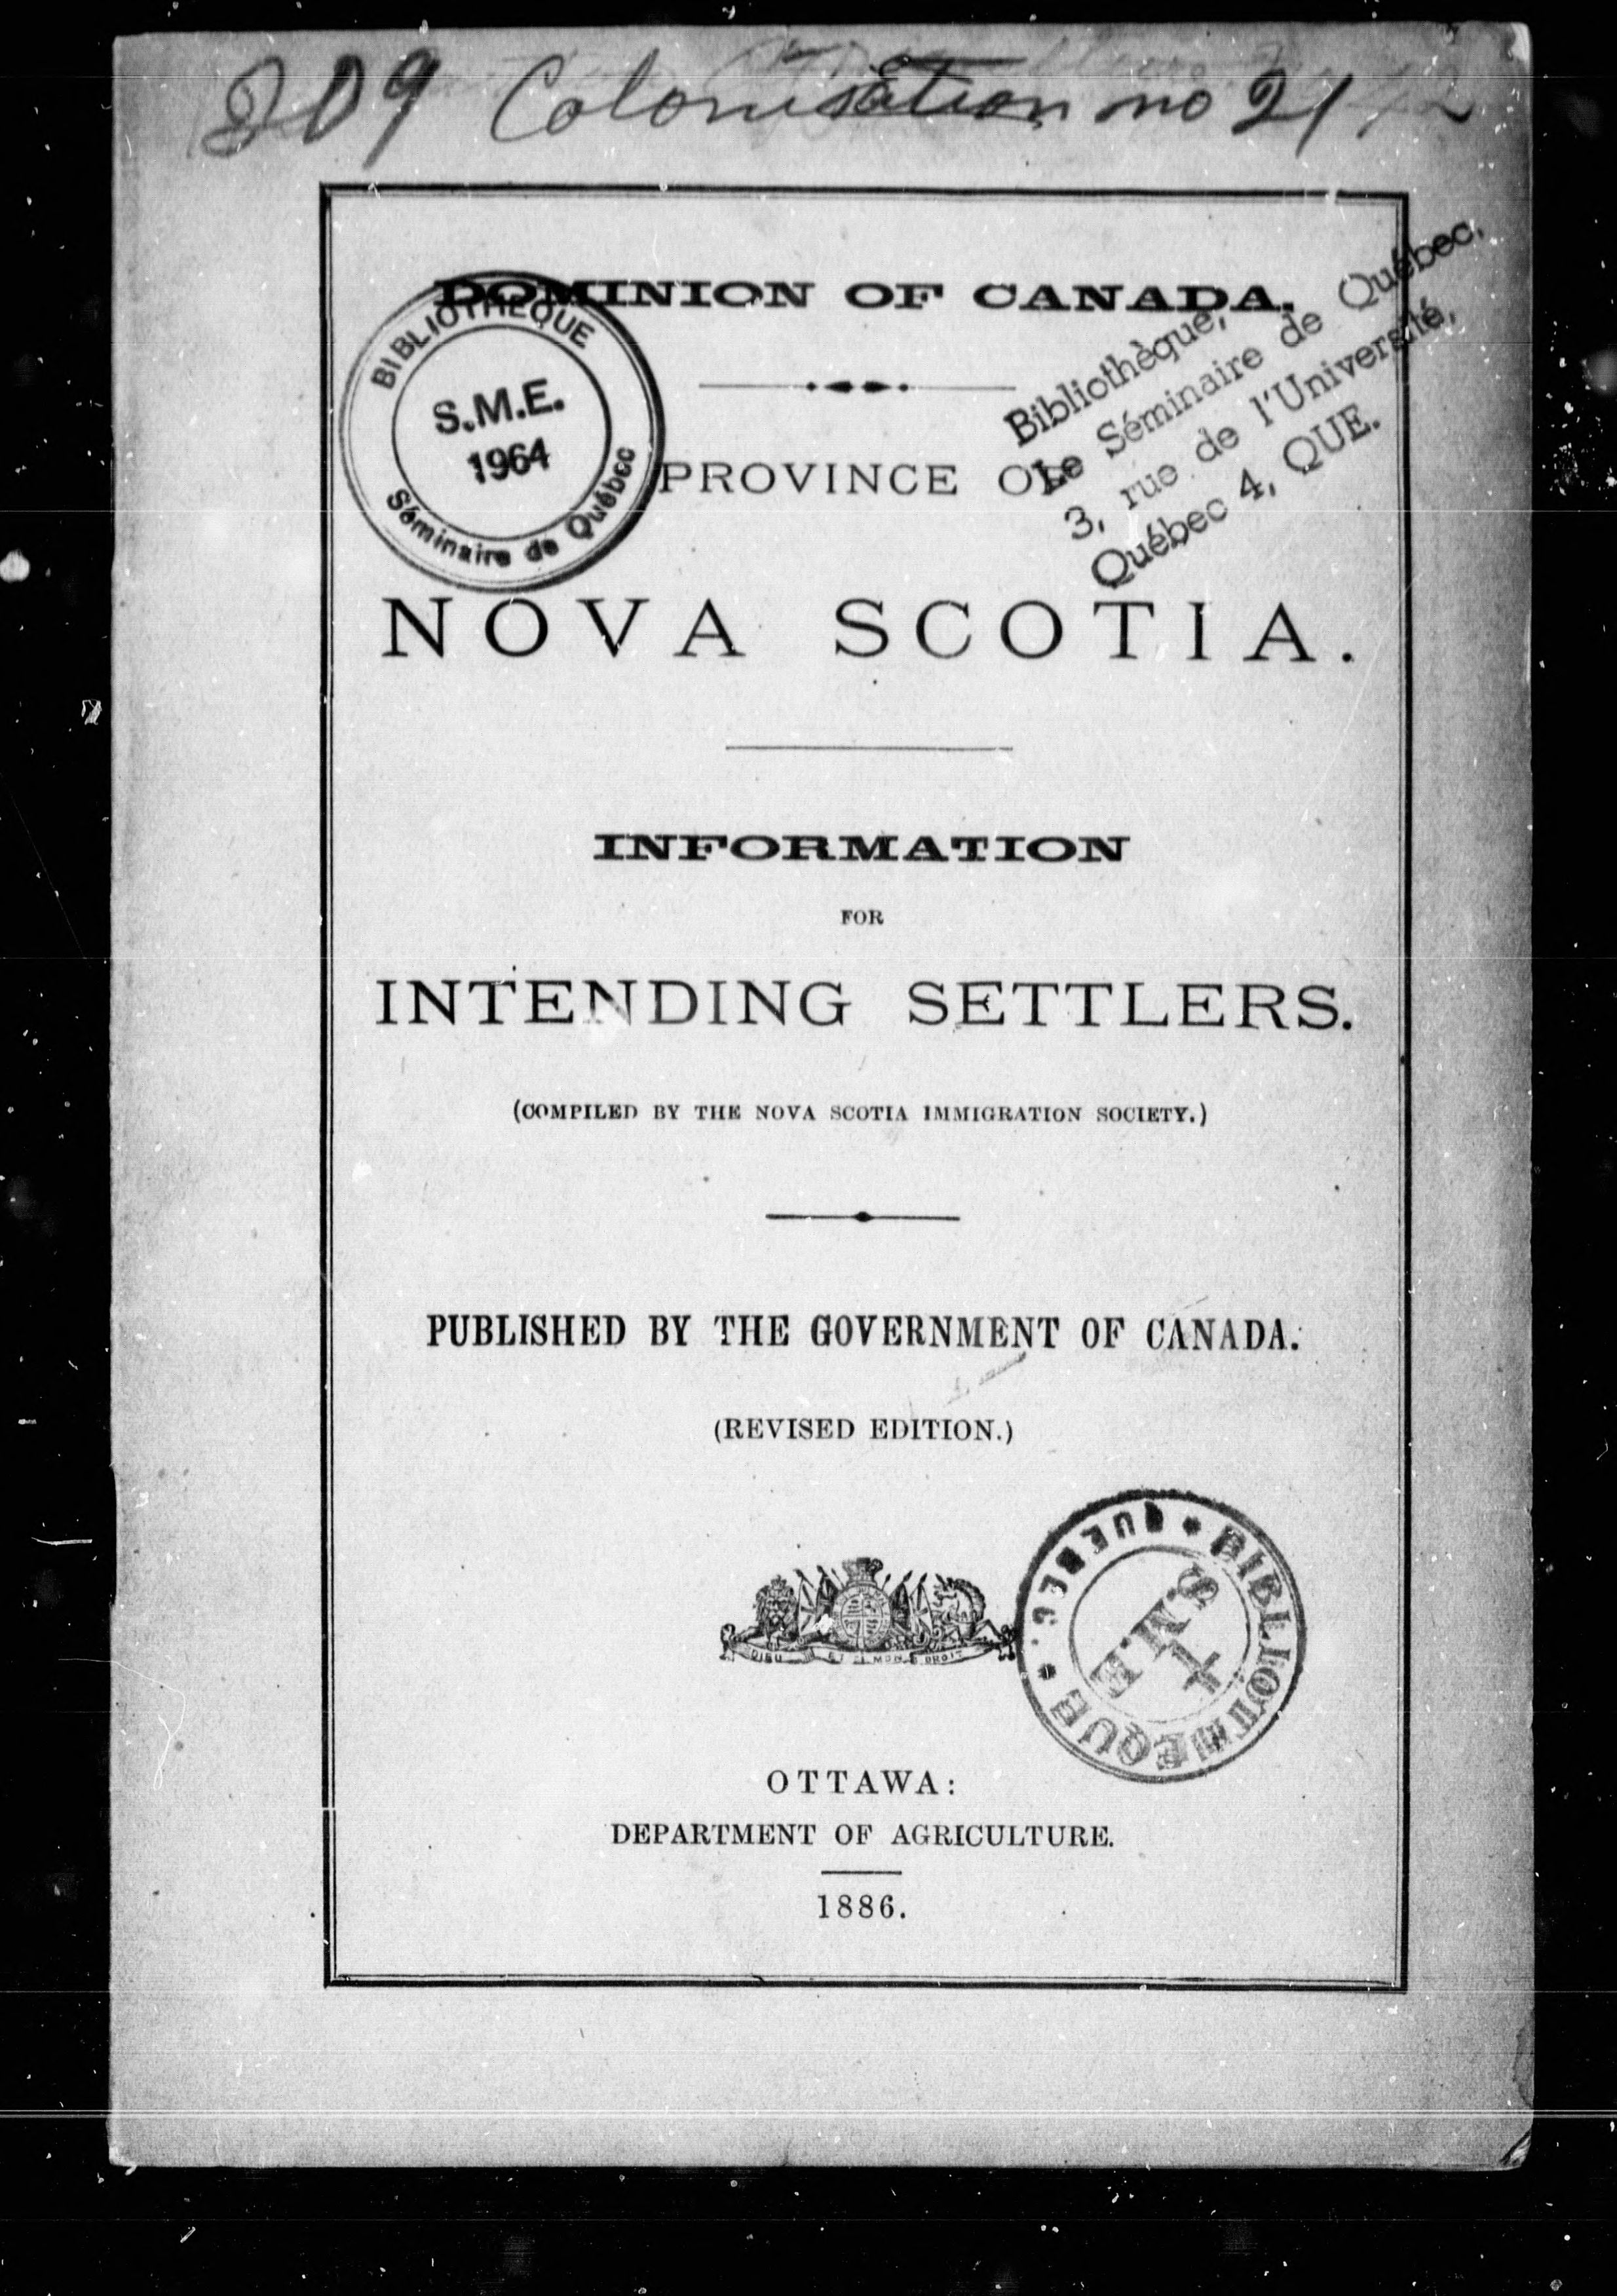 209 Colonisation no 21
DOMINION OF CANADA.
BIBLIOTHEQUE
S.M.E.
1964
Séminaire de Québec
Bibliothèque,
Le Séminaire de Québec,
3, rue de l'Université,
Québec 4, QUE.
PROVINCE OF
NOVA SCOTIA.
INFORMATION
FOR
INTENDING SETTLERS.
(COMPILED BY THE NOVA SCOTIA IMMIGRATION SOCIETY.)
PUBLISHED BY THE GOVERNMENT OF CANADA.
(REVISED EDITION.)
DIEU ET MON DROIT
BIBLIOTHEQUE * QUEBEC *
S.M.E
OTTAWA:
DEPARTMENT OF AGRICULTURE.
1886.